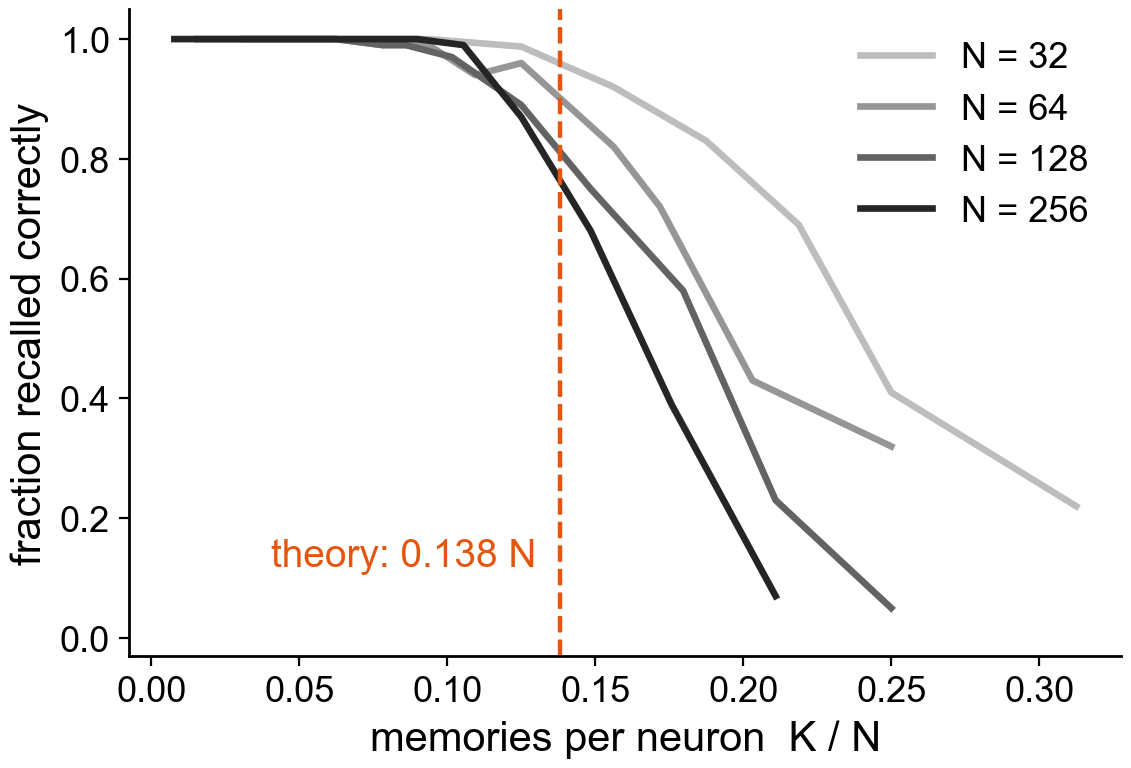 fraction recalled correctly
1.0
0.8
0.6
0.4
0.2
0.0
N = 32
N = 64
N = 128
N = 256
theory: 0.138 N
0.00 0.05 0.10 0.15 0.20 0.25 0.30
memories per neuron K / N